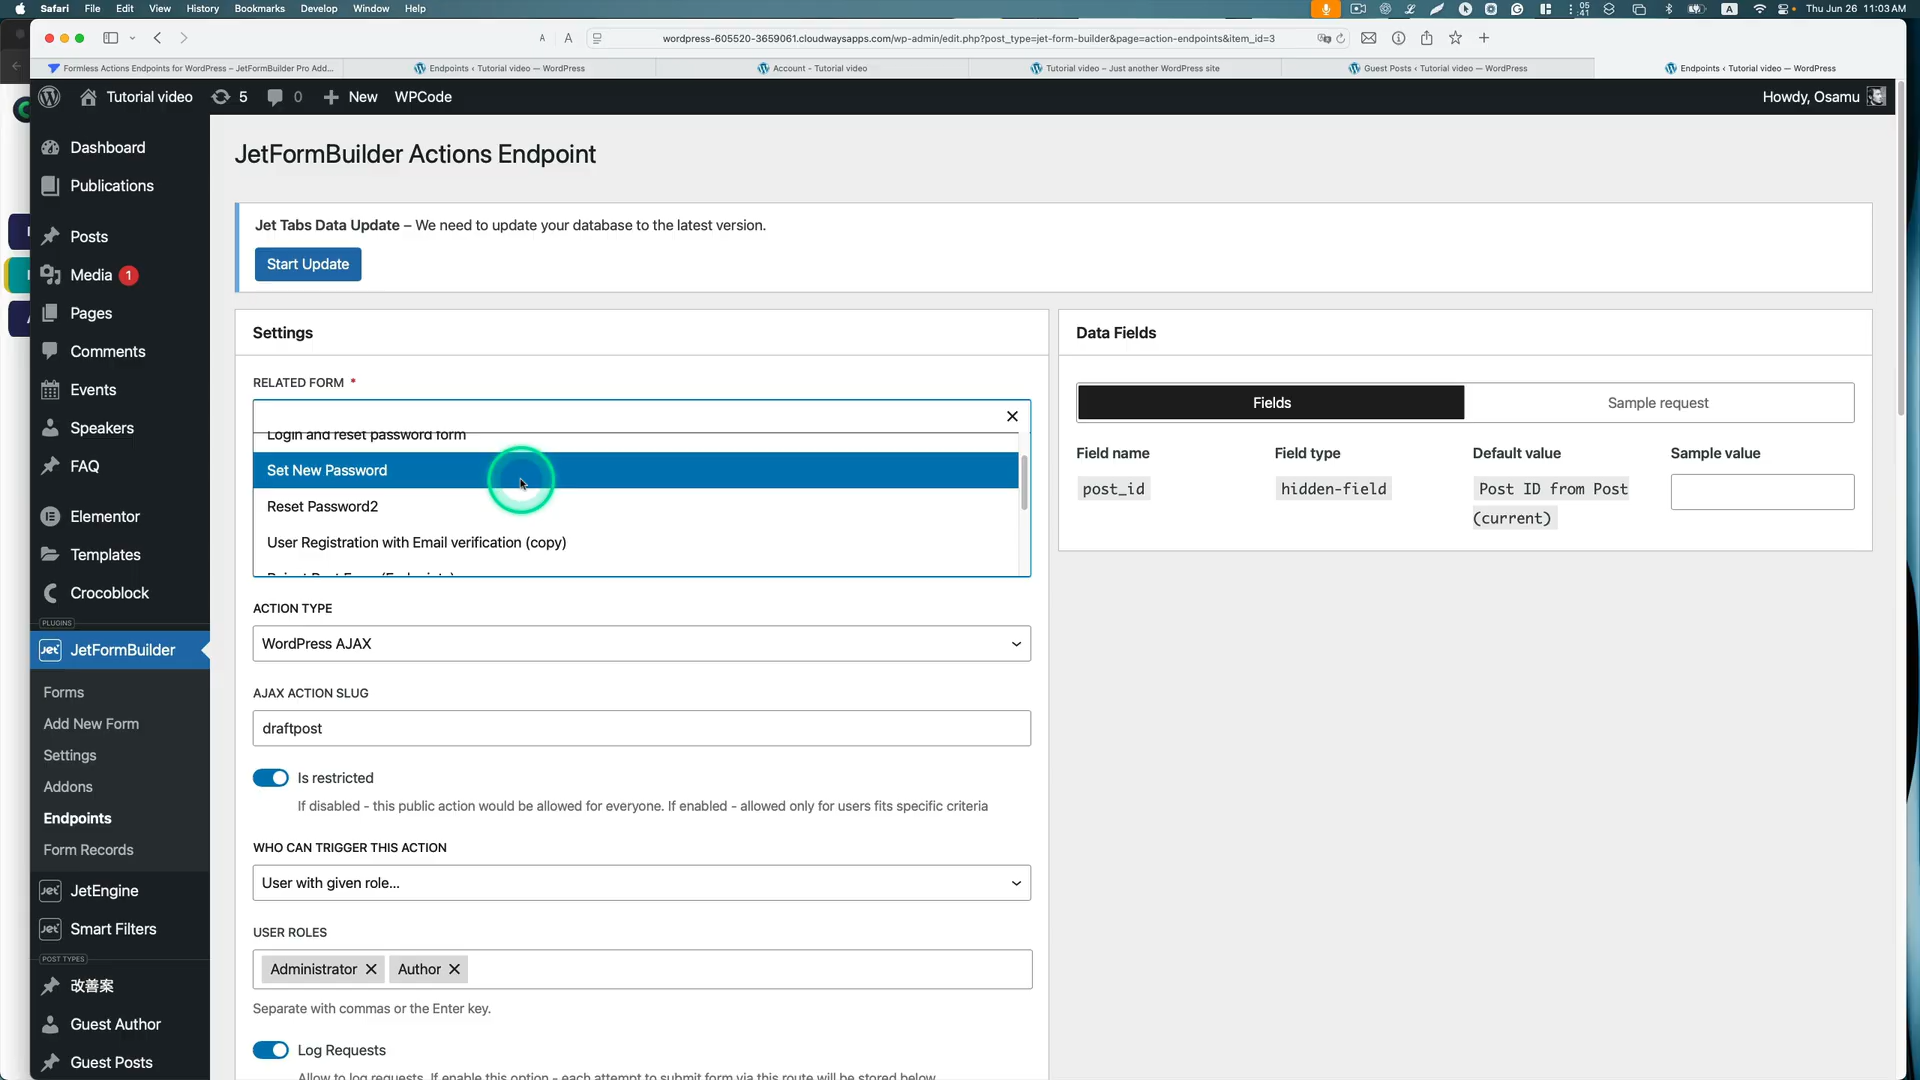 Safari File Edit View History Bookmarks Develop Window Help
05
41
A
Thu Jun 26 11:03 AM
A A
wordpress-605520-3659061.cloudwaysapps.com/wp-admin/edit.php?post_type=jet-form-builder&page=action-endpoints&item_id=3
Formless Actions Endpoints for WordPress – JetFormBuilder Pro Add...
Endpoints ‹ Tutorial video — WordPress
Account - Tutorial video
Tutorial video – Just another WordPress site
Guest Posts ‹ Tutorial video — WordPress
Endpoints ‹ Tutorial video — WordPress
Tutorial video 5 0 New WPCode
Howdy, Osamu
Dashboard
Publications
Posts
Media 1
Pages
Comments
Events
Speakers
FAQ
Elementor
Templates
Crocoblock
PLUGINS
Jet JetFormBuilder
Forms
Add New Form
Settings
Addons
Endpoints
Form Records
Jet JetEngine
Jet Smart Filters
POST TYPES
改善案
Guest Author
Guest Posts
JetFormBuilder Actions Endpoint
Jet Tabs Data Update – We need to update your database to the latest version.
Start Update
Settings
RELATED FORM *
Login and reset password form
Set New Password
Reset Password2
User Registration with Email verification (copy)
ACTION TYPE
WordPress AJAX
AJAX ACTION SLUG
draftpost
Is restricted
If disabled - this public action would be allowed for everyone. If enabled - allowed only for users fits specific criteria
WHO CAN TRIGGER THIS ACTION
User with given role...
USER ROLES
Administrator Author
Separate with commas or the Enter key.
Log Requests
Allow to log requests. If enable this option - each attempt to submit form via this route will be stored below
Data Fields
Fields Sample request
Field name Field type Default value Sample value
post_id hidden-field Post ID from Post
(current)